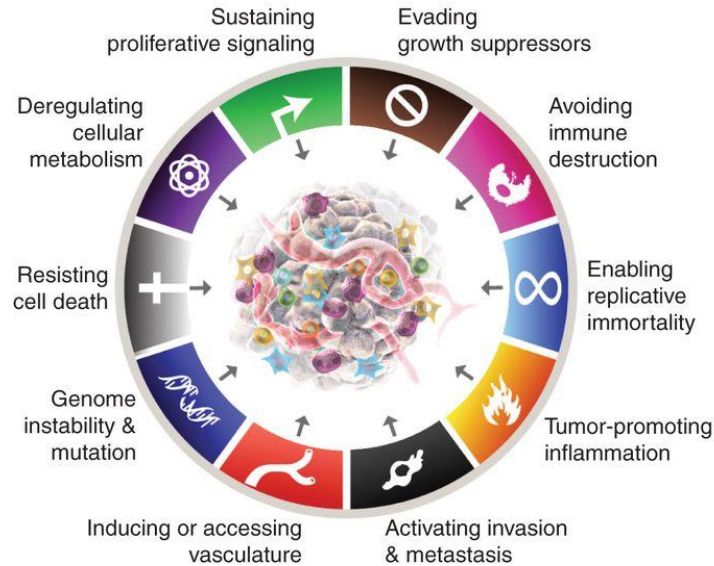 Sustaining
proliferative signaling
Evading
growth suppressors
Deregulating
cellular
metabolism
Avoiding
immune
destruction
Resisting
cell death
Enabling
replicative
immortality
Genome
instability &
mutation
Tumor-promoting
inflammation
Inducing or accessing
vasculature
Activating invasion
& metastasis